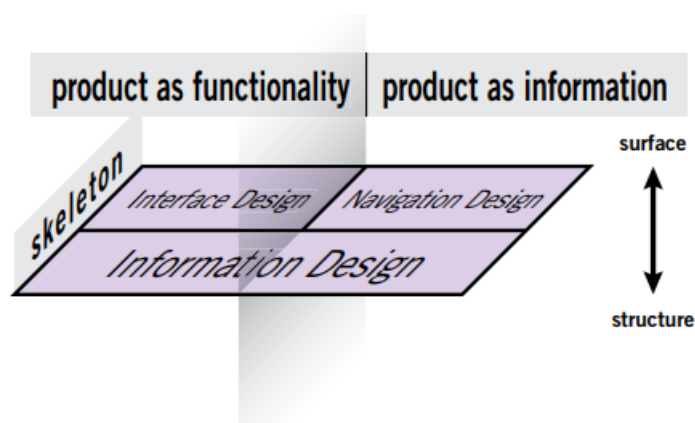 product as functionality
product as information
surface
skeleton
Interface Design
Navigation Design
Information Design
structure